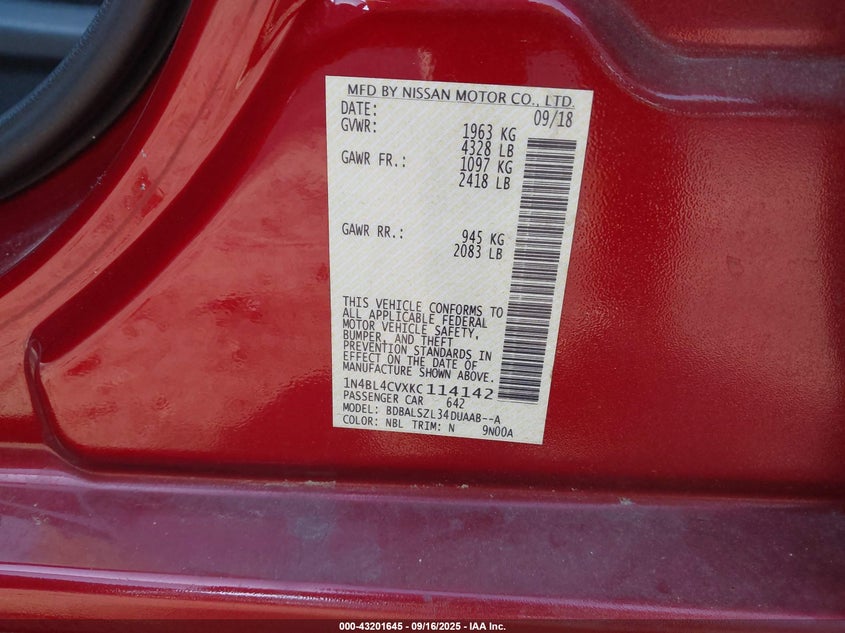 MFD BY NISSAN MOTOR CO., LTD.
DATE: 09/18
GVWR: 1963 KG
4328 LB
GAWR FR.: 1097 KG
2418 LB
GAWR RR.: 945 KG
2083 LB
THIS VEHICLE CONFORMS TO
ALL APPLICABLE FEDERAL
MOTOR VEHICLE SAFETY,
BUMPER, AND THEFT
PREVENTION STANDARDS IN
EFFECT ON THE DATE OF
MANUFACTURE SHOWN ABOVE.
1N4BL4CVXKC114142
PASSENGER CAR 642
MODEL: BDBALSZL34DUAAB--A
COLOR: NBL TRIM: N 9N00A
000-43201645 - 09/16/2025 - IAA Inc.